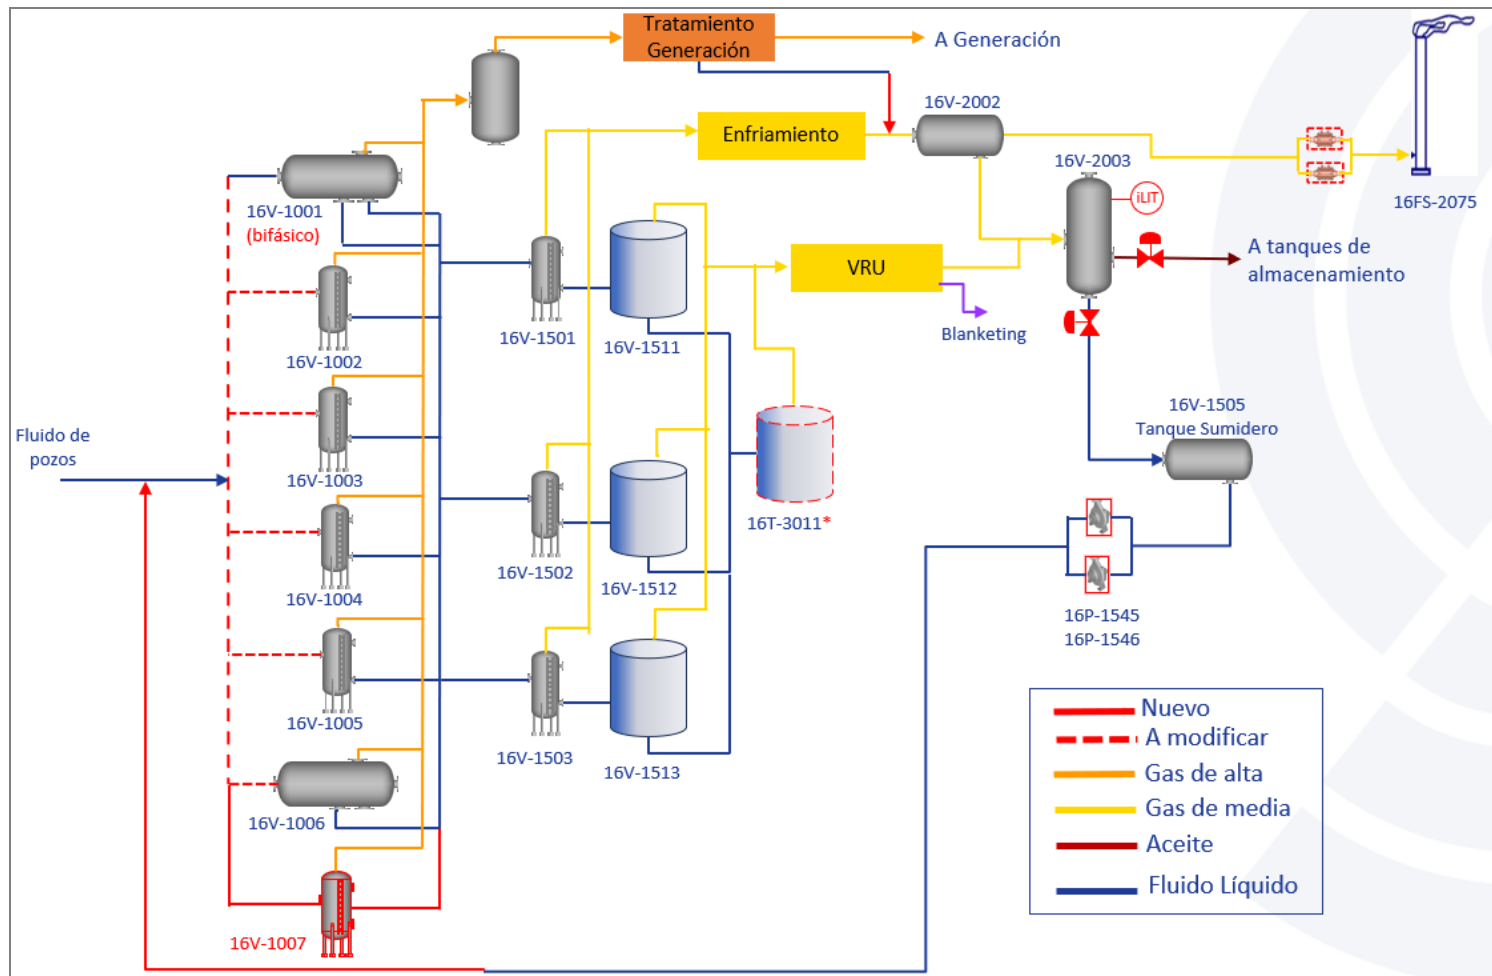 Tratamiento
Generación
A Generación
16V-2002
Enfriamiento
16V-2003
iLIT
16FS-2075
16V-1001
(bifásico)
A tanques de
almacenamiento
VRU
Blanketing
16V-1501
16V-1511
16V-1002
16V-1505
Tanque Sumidero
Fluido de
pozos
16V-1003
16T-3011*
16V-1502
16V-1512
16V-1004
16P-1545
16P-1546
16V-1005
16V-1503
16V-1513
16V-1006
16V-1007
Nuevo
A modificar
Gas de alta
Gas de media
Aceite
Fluido Líquido